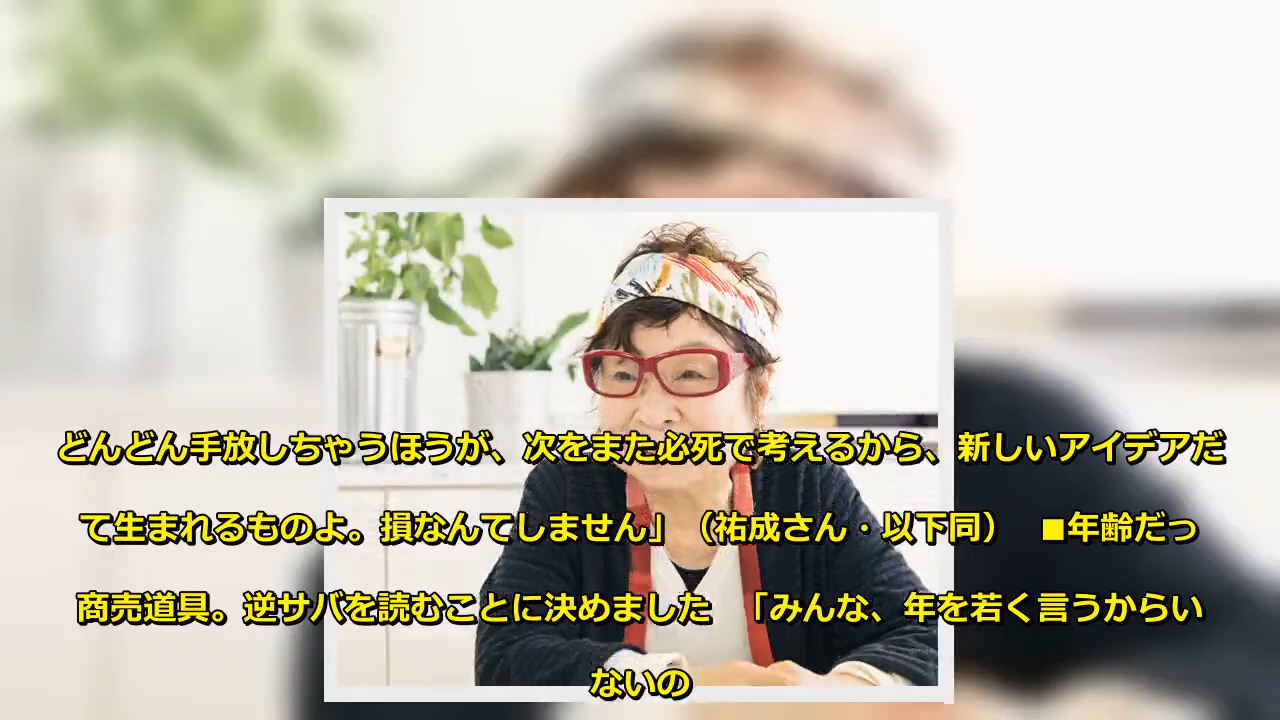 どんどん手放しちゃうほうが、次をまた必死で考えるから、新しいアイデアだ
て生まれるものよ。損なんてしません」（祐成さん・以下同）　■年齢だっ
商売道具。逆サバを読むことに決めました　「みんな、年を若く言うからい
ないの